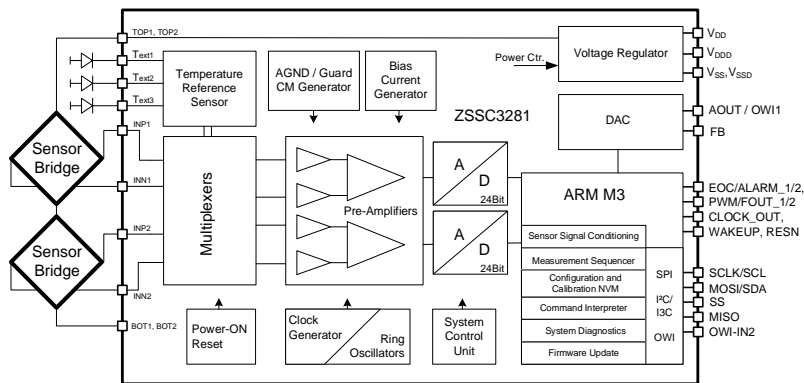 TOP1, TOP2
Text1
Text2
Text3
INP1
INN1
INP2
INN2
BOT1, BOT2
Sensor
Bridge
Sensor
Bridge
Temperature
Reference
Sensor
AGND / Guard
CM Generator
Bias
Current
Generator
Power Ctr.
Voltage Regulator
ZSSC3281
DAC
Multiplexers
Pre-Amplifiers
A
D
24Bit
A
D
24Bit
ARM M3
Sensor Signal Conditioning
Measurement Sequencer
Configuration and
Calibration NVM
Command Interpreter
System Diagnostics
Firmware Update
SPI
I²C/
I3C
OWI
Power-ON
Reset
Clock
Generator
Ring
Oscillators
System
Control
Unit
VDD
VDDD
VSS, VSSD
AOUT / OWI1
FB
EOC/ALARM_1/2,
PWM/FOUT_1/2
CLOCK_OUT,
WAKEUP, RESN
SCLK/SCL
MOSI/SDA
SS
MISO
OWI-IN2